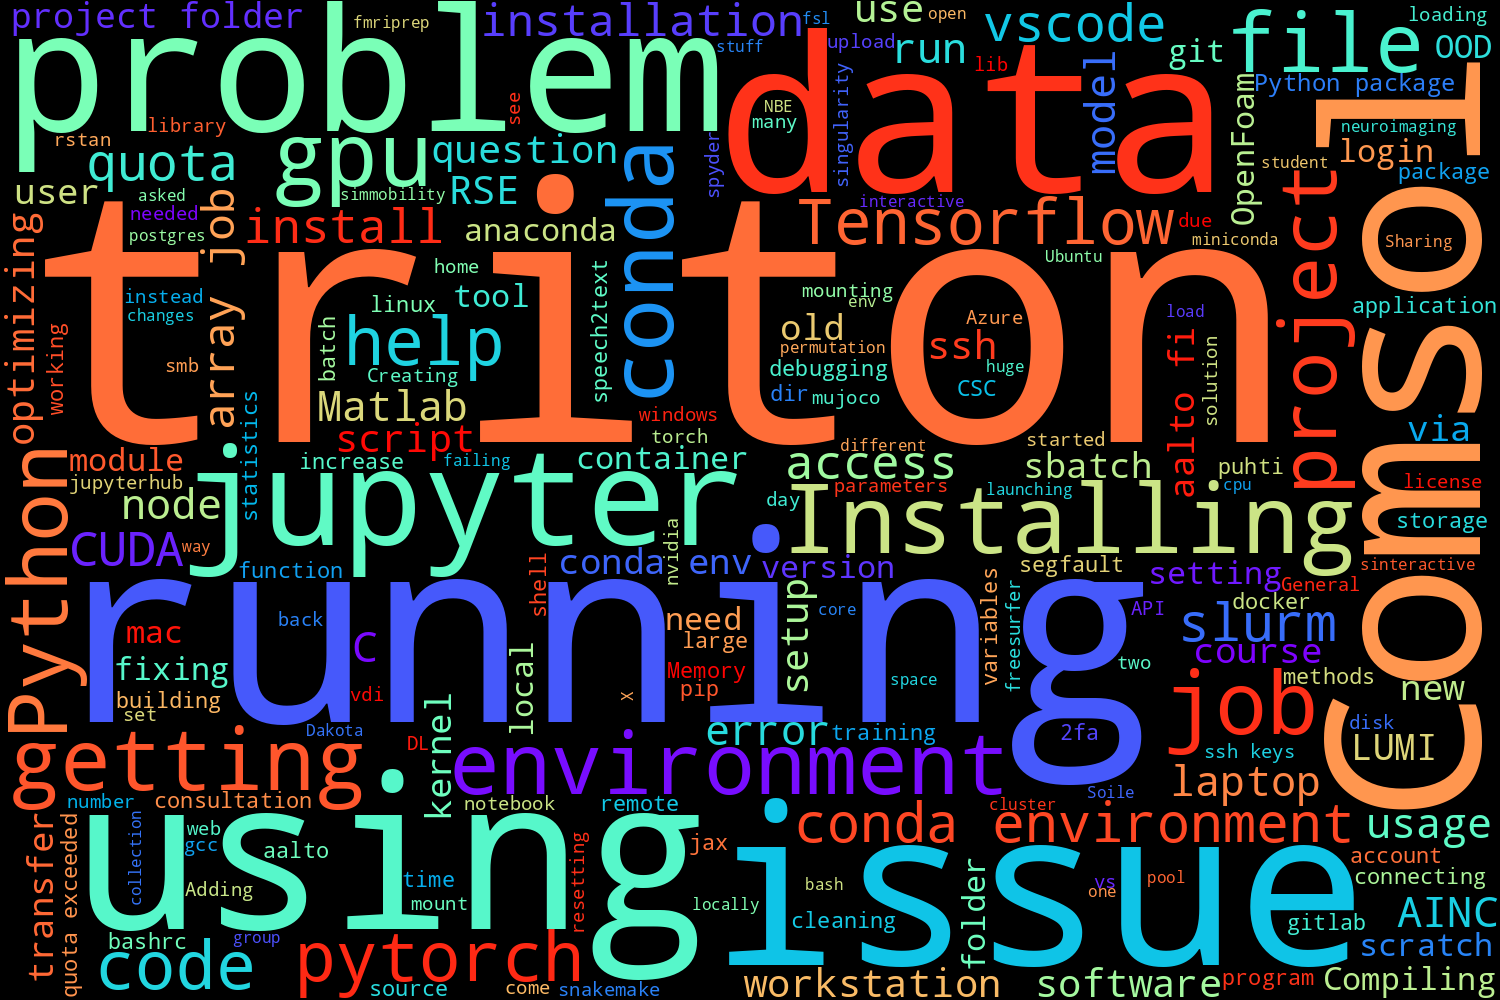 project folder
fmriprep
installation
fsl
use
open
vscode
file
loading
OOD
problem
stuff
upload
run
git
data
lib
model
Python package
comsol
rstan
library
see
NBE
many
singularity
OpenFoam
neuroimaging
student
login
package
quota
gpu
question
conda
spyder
user
asked
simmobility
RSE
interactive
needed
postgres
array job
install
anaconda
Tensorflow
due
miniconda
project
Sharing
optimizing
triton
home
Ubuntu
instead
changes
linux
tool
speech2text
mounting
env
application
working
smb
batch
help
Creating
old
Azure
permutation
ssh
huge
load
aalto fi
solution
debugging
dir
mujoco
CSC
statistics
Matlab
script
windows
torch
different
started
via
module
jupyterhub
increase
failing
container
access
sbatch
puhti
cpu
license
Python
node
jupyter
day
parameters
launching
Installing
storage
nvidia
CUDA
way
function
shell
conda env
version
segfault
setting
General
sinteractive
running
back
setup
core
variables
freesurfer
API
docker
slurm
mac
C
need
large
course
fixing
local
Memory
pip
space
two
methods
new
building
set
vdi
X
job
Dakota
DL
kernel
error
training
2fa
disk
ssh keys
LUMI
getting
environment
laptop
Soile
number
consultation
notebook
remote
cluster
conda environment
usage
transfer
quota exceeded
web
gcc
collection
aalto
using
resetting
jax
issue
account
connecting
Adding
time
mount
locally
bash
vs
one
pool
folder
cleaning
gitlab
AINC
bashrc
group
code
pytorch
scratch
source
come
snakemake
workstation
software
program
Compiling